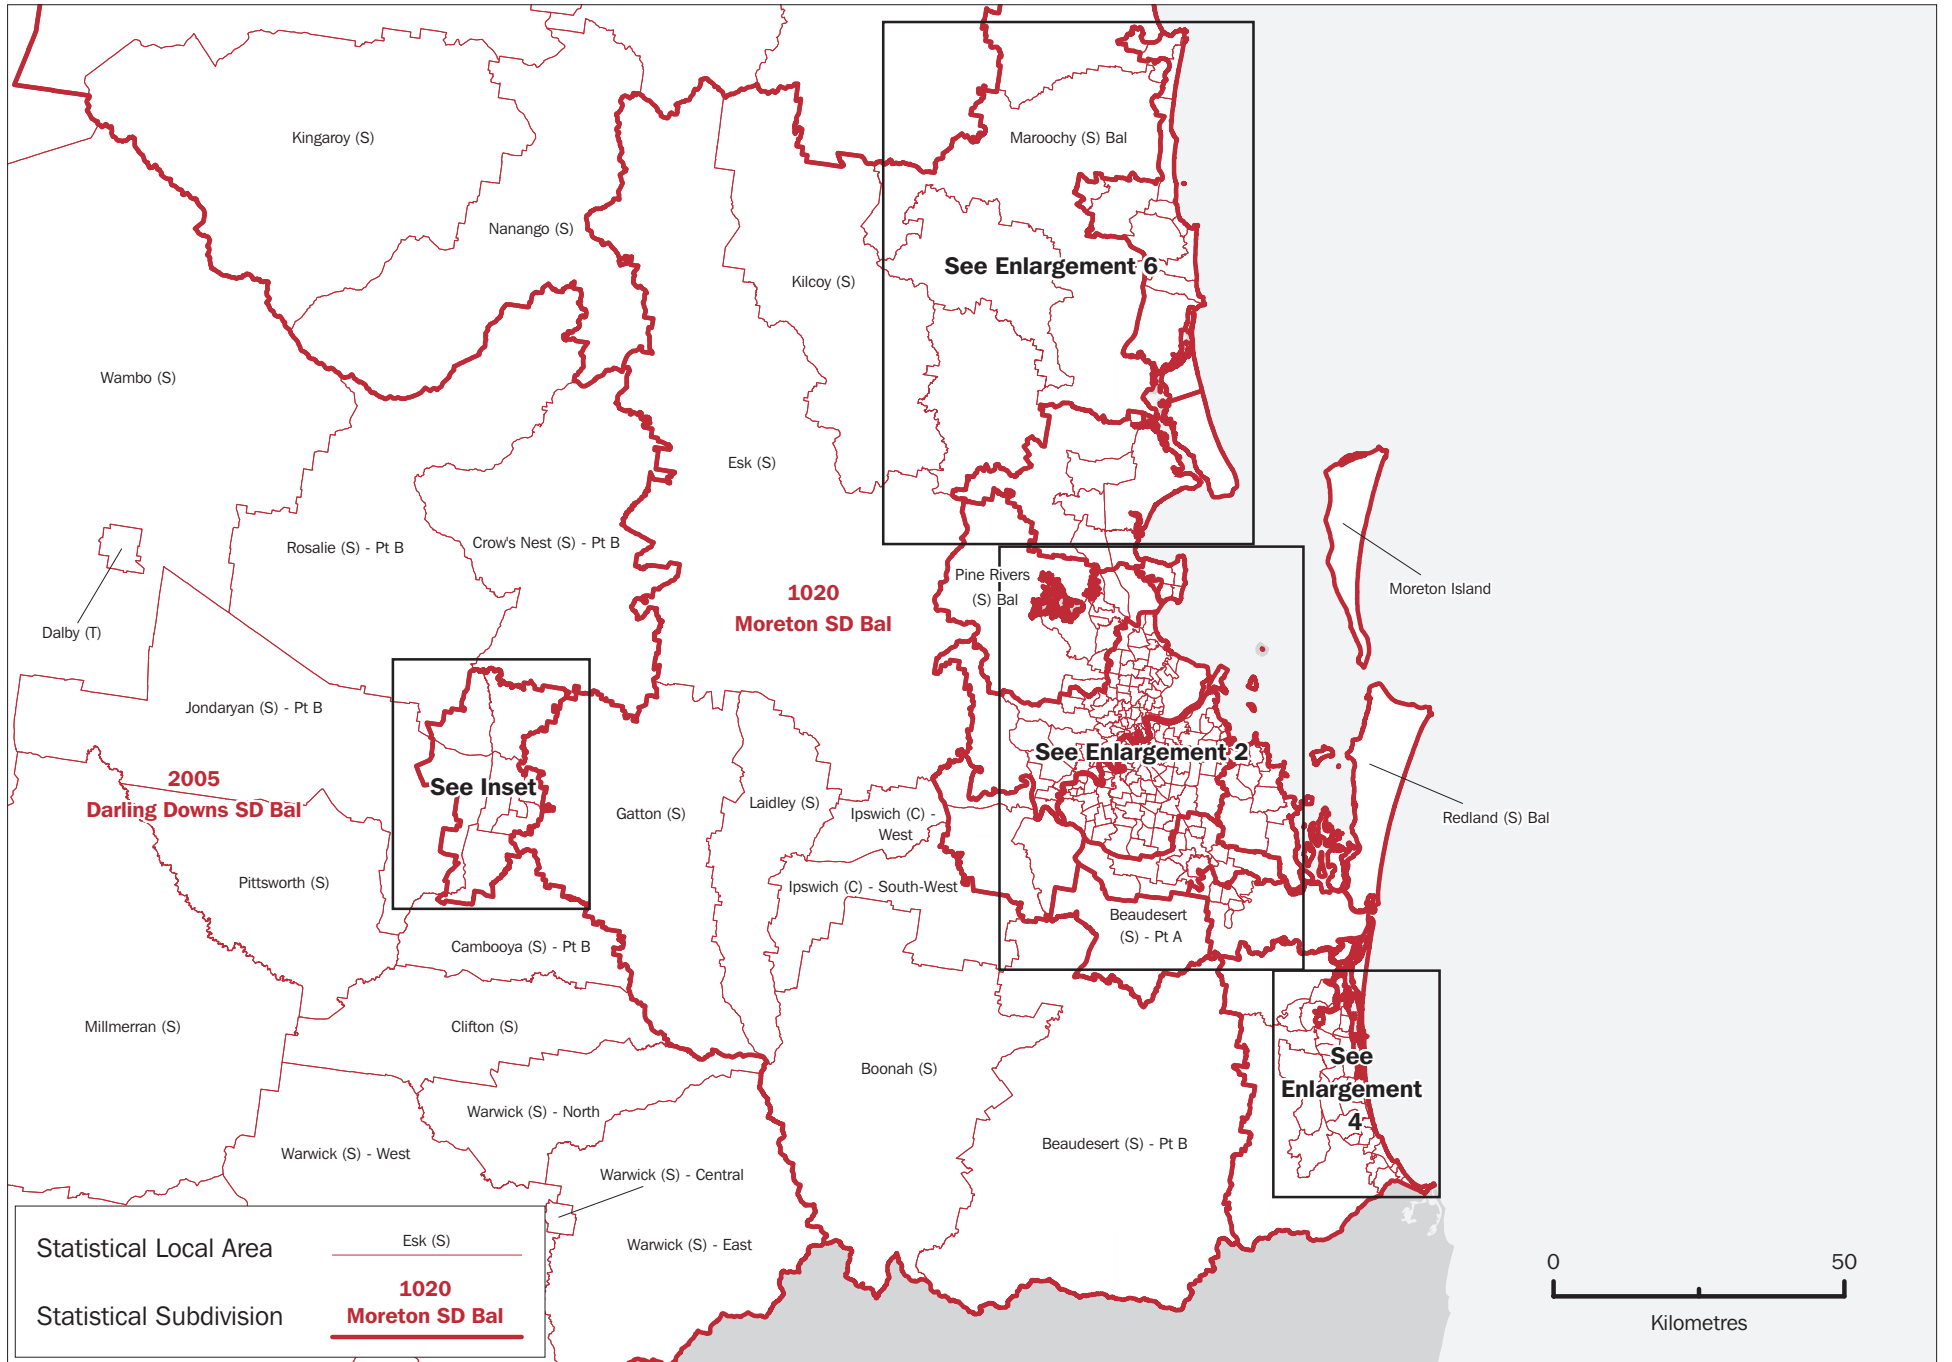 Kingaroy (S)
Maroochy (S) Bal
Nanango (S)
See Enlargement 6
Kilcoy (S)
Wambo (S)
Esk (S)
Rosalie (S) - Pt B
Crow's Nest (S) - Pt B
Pine Rivers
(S) Bal
Moreton Island
1020
Moreton SD Bal
Dalby (T)
Jondaryan (S) - Pt B
See Enlargement 2
2005
Darling Downs SD Bal
See Inset
Gatton (S)
Laidley (S)
Ipswich (C) -
West
Redland (S) Bal
Pittsworth (S)
Ipswich (C) - South-West
Beaudesert
(S) - Pt A
Cambooya (S) - Pt B
Millmerran (S)
Clifton (S)
Boonah (S)
See
Enlargement
4
Warwick (S) - North
Beaudesert (S) - Pt B
Warwick (S) - West
Warwick (S) - Central
Warwick (S) - East
Statistical Local Area
Esk (S)
Statistical Subdivision
1020
Moreton SD Bal
0
50
Kilometres